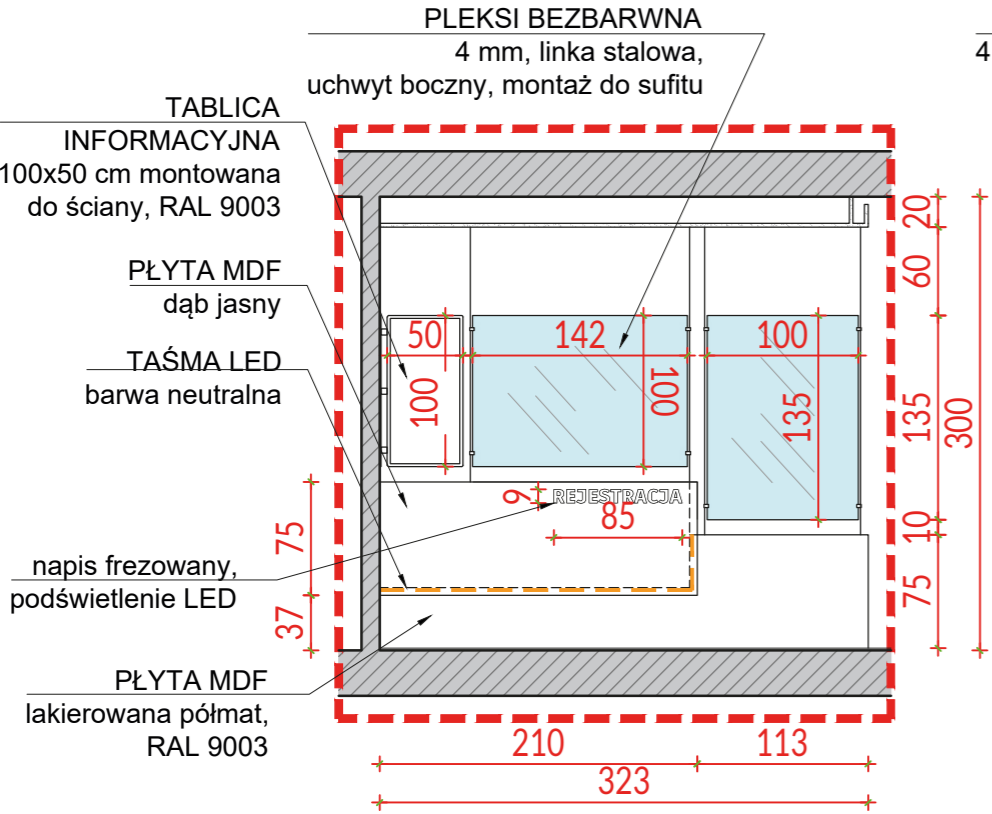 PLEKSI BEZBARWNA
4 mm, linka stalowa,
uchwyt boczny, montaż do sufitu
4
TABLICA
INFORMACYJNA
100x50 cm montowana
do ściany, RAL 9003
PŁYTA MDF
dąb jasny
TAŚMA LED
barwa neutralna
napis frezowany,
podświetlenie LED
PŁYTA MDF
lakierowana półmat,
RAL 9003
50
100
142
100
100
135
REJESTRACJA
9
85
75
37
20
60
135
10
75
300
210
113
323